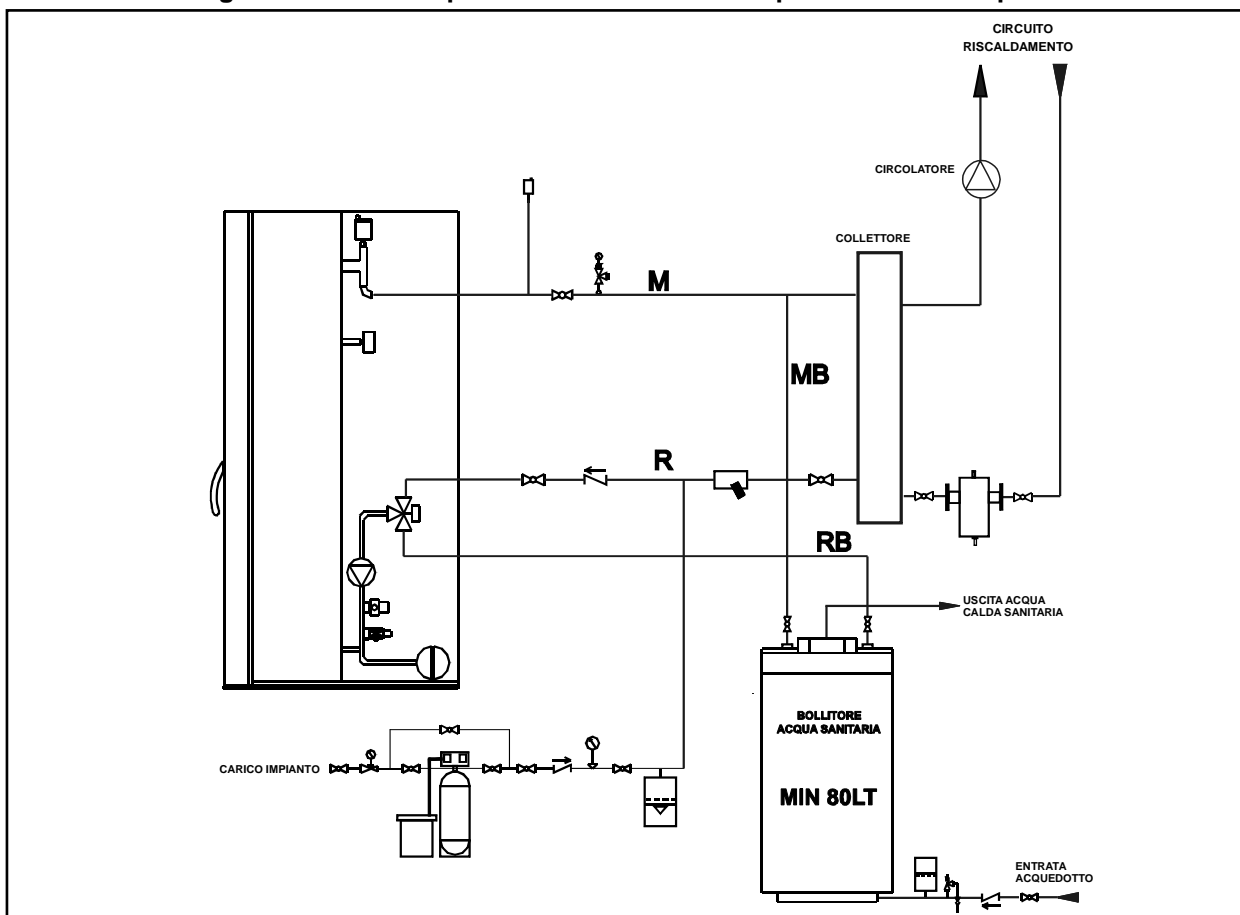 CIRCUITO
RISCALDAMENTO
CIRCOLATORE
COLLETTORE
M
MB
R
RB
USCITA ACQUA
CALDA SANITARIA
BOLLITORE
ACQUA SANITARIA
CARICO IMPIANTO
MIN 80LT
ENTRATA
ACQUEDOTTO